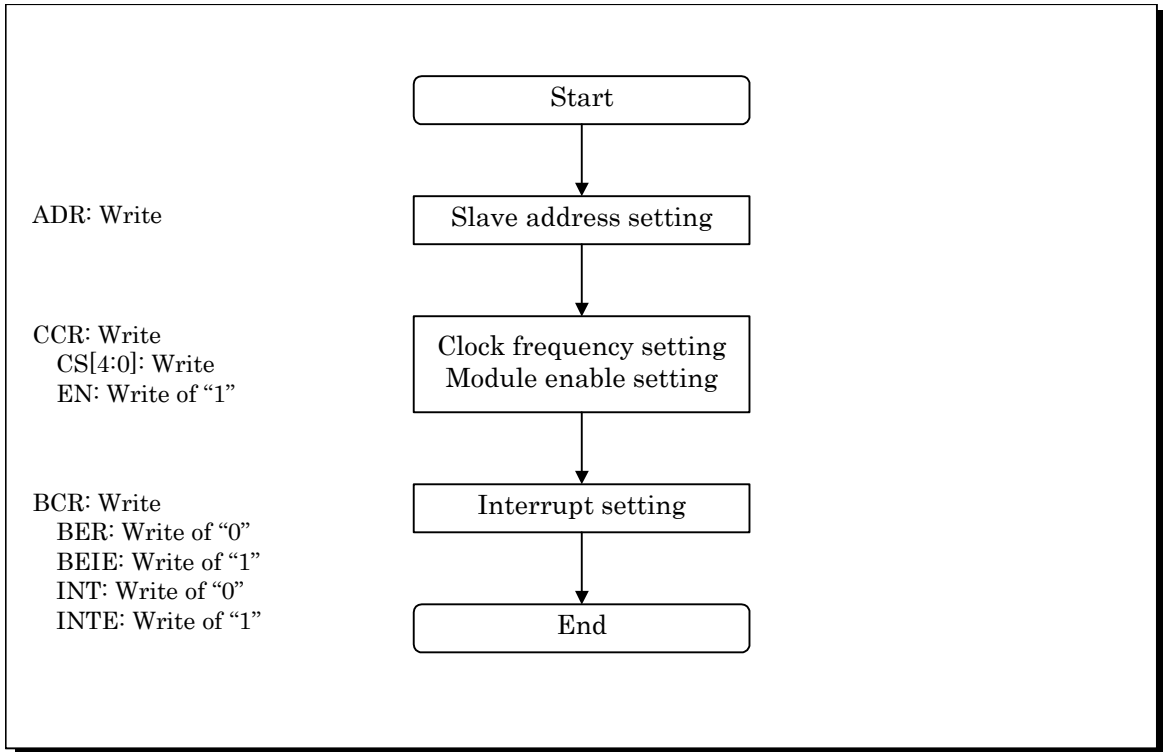 Start
ADR: Write
Slave address setting
CCR: Write
CS[4:0]: Write
EN: Write of “1”
Clock frequency setting
Module enable setting
BCR: Write
BER: Write of “0”
BEIE: Write of “1”
INT: Write of “0”
INTE: Write of “1”
Interrupt setting
End